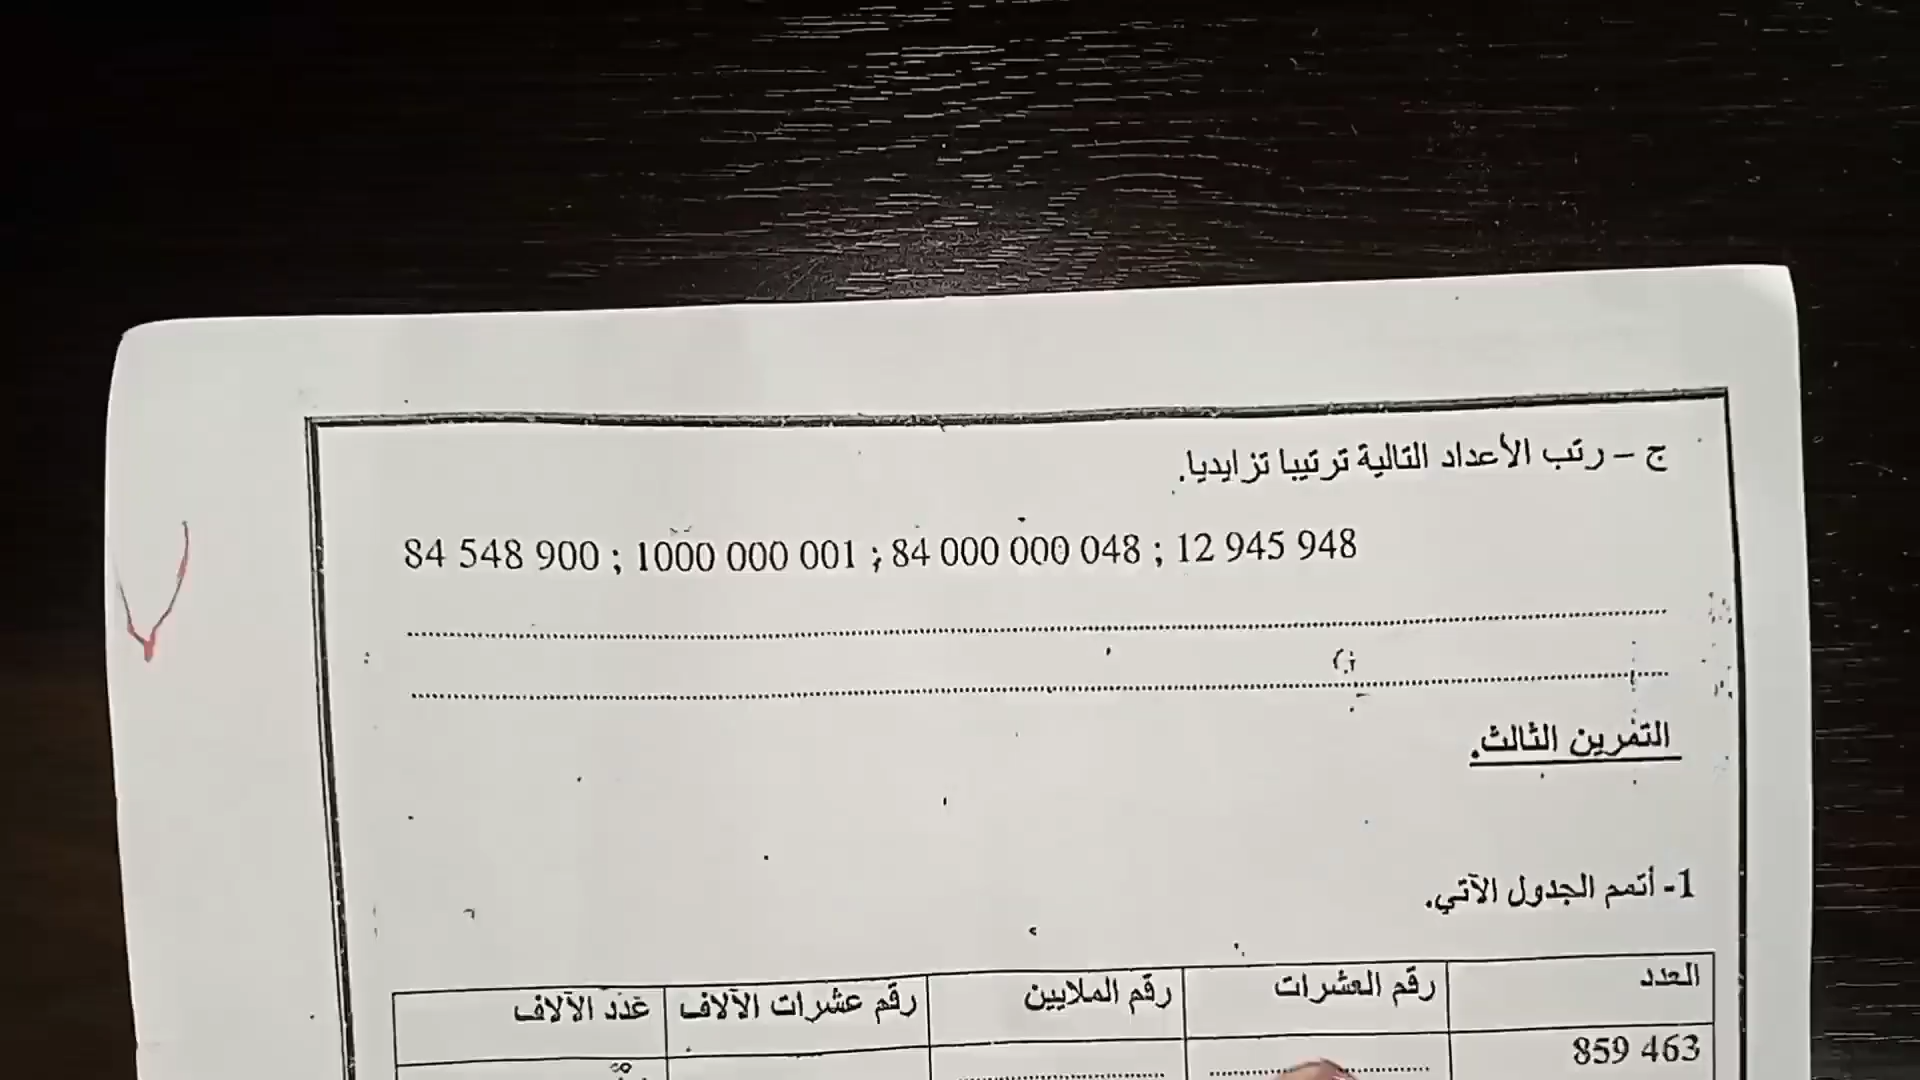 ج – رتب الأعداد التالية ترتيبا تزايديا.
84 548 900 ; 1000 000 001 ; 84 000 000 048 ; 12 945 948
التمرين الثالث.
1- أتمم الجدول الآتي.
العدد رقم العشرات رقم الملايين رقم عشرات الآلاف عدد الآلاف
859 463